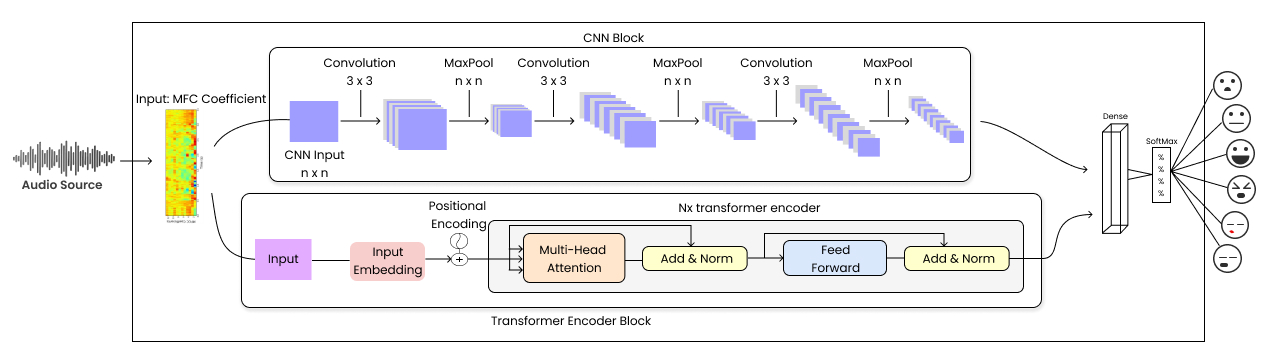 CNN Block
Convolution
3 x 3
MaxPool
n x n
Convolution
3 x 3
MaxPool
n x n
Convolution
3 x 3
MaxPool
n x n
Input: MFC Coefficient
CNN Input
n x n
Audio Source
Dense
SoftMax
%
%
%
%
Positional
Encoding
Nx transformer encoder
Input
Input
Embedding
Multi-Head
Attention
Add & Norm
Feed
Forward
Add & Norm
Transformer Encoder Block